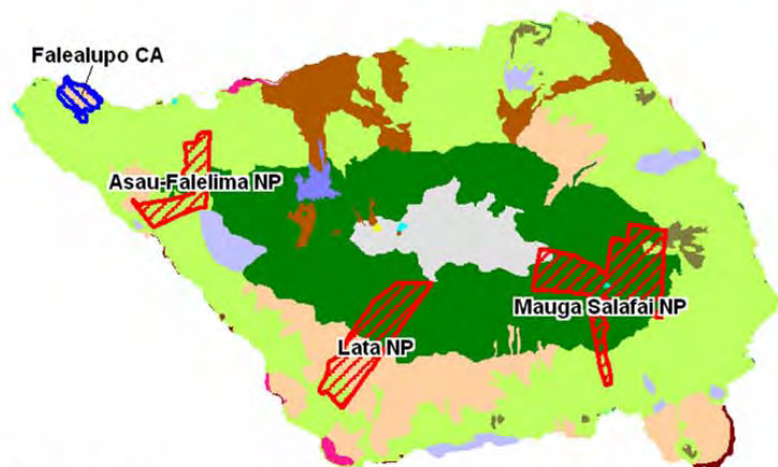 Falealupo CA
Asau-Falelima NP
Mauga Salafai NP
Lata NP